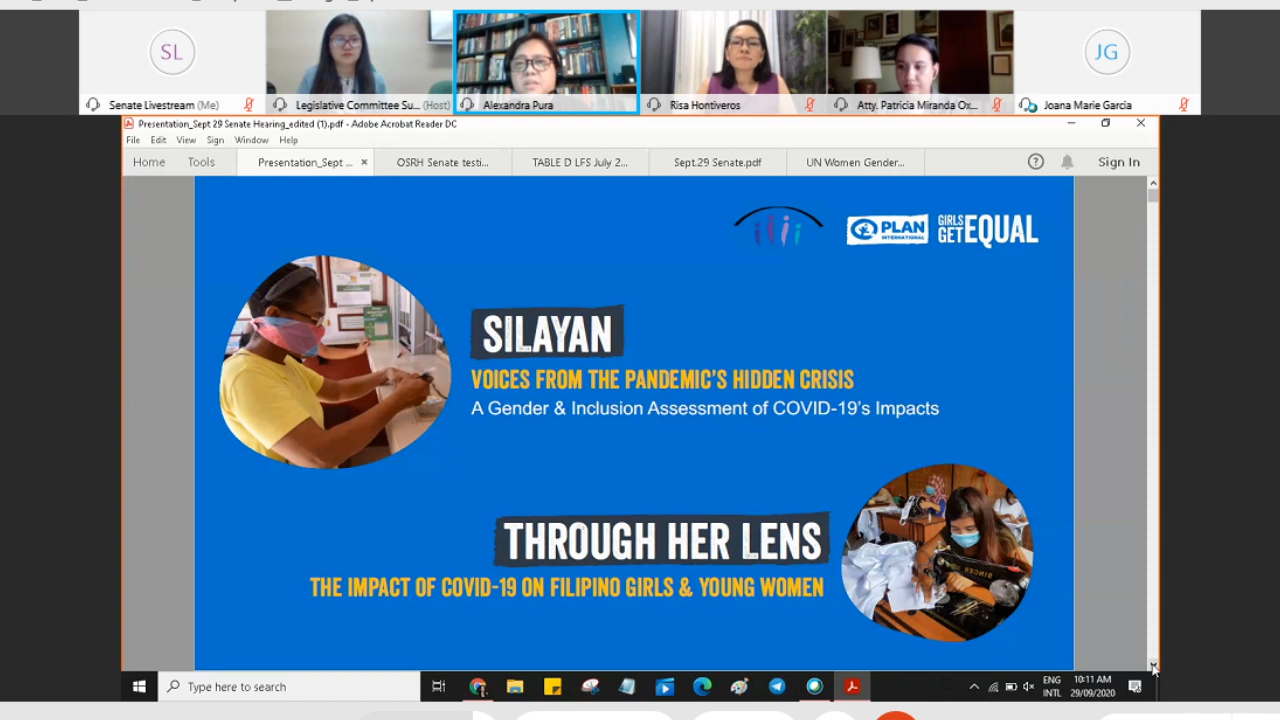 SL
JG
Senate Livestream (Me)
Legislative Committee Su... (Host)
Alexandra Pura
Risa Hontiveros
Atty. Patricia Miranda Ox...
Joana Marie Garcia
Presentation_Sept 29 Senate Hearing_edited (1).pdf - Adobe Acrobat Reader DC
File Edit View Sign Window Help
Home Tools Presentation_Sept ... × OSRH Senate testi... TABLE D LFS July 2... Sept.29 Senate.pdf UN Women Gender... ? Sign In
PLAN
INTERNATIONAL
GIRLS
GET EQUAL
SILAYAN
VOICES FROM THE PANDEMIC'S HIDDEN CRISIS
A Gender & Inclusion Assessment of COVID-19's Impacts
THROUGH HER LENS
THE IMPACT OF COVID-19 ON FILIPINO GIRLS & YOUNG WOMEN
SINGER
Type here to search
ENG
INTL
10:11 AM
29/09/2020